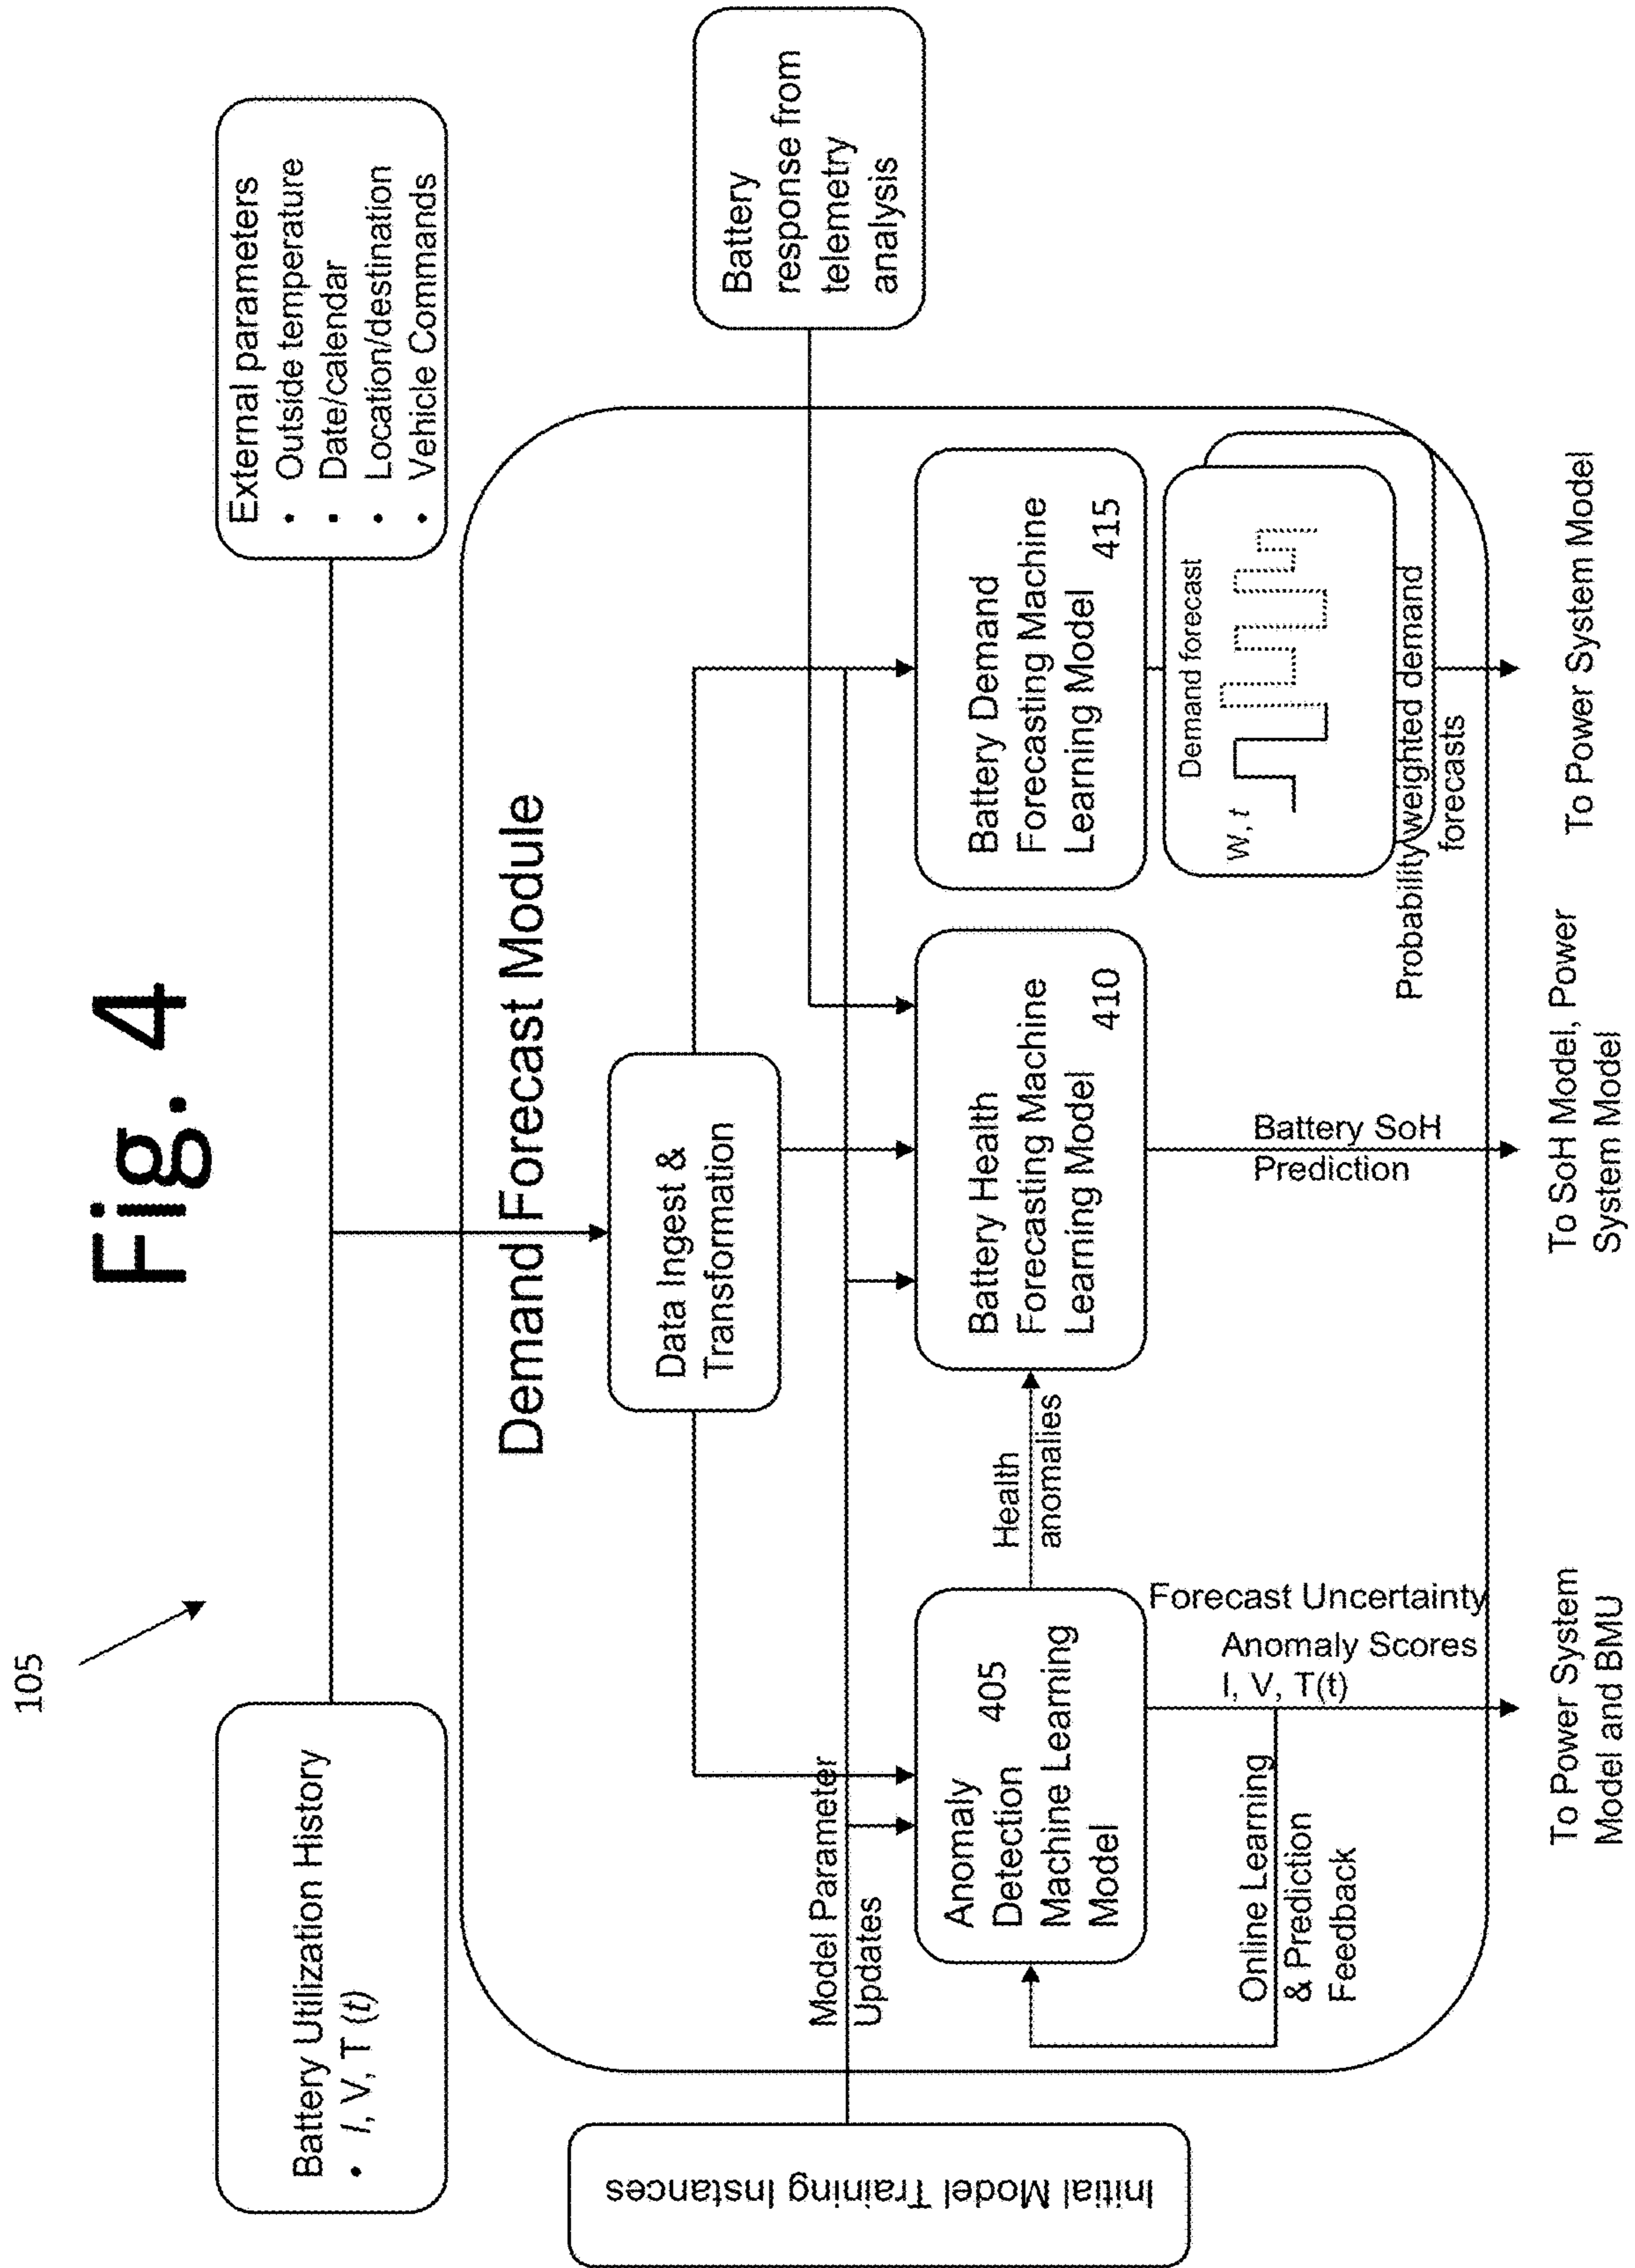 Fig. 4
105
Battery Utilization History
• I, V, T (t)
External parameters
• Outside temperature
• Date/calendar
• Location/destination
• Vehicle Commands
Demand Forecast Module
Data Ingest &
Transformation
Battery
response from
telemetry
analysis
Initial Model Training Instances
Model Parameter
Updates
Anomaly
Detection 405
Machine Learning
Model
Health
anomalies
Battery Health
Forecasting Machine
Learning Model 410
Battery Demand
Forecasting Machine
Learning Model 415
Demand forecast
W, t
Probability weighted demand
forecasts
Online Learning
& Prediction
Feedback
Forecast Uncertainty
Anomaly Scores
I, V, T(t)
Battery SoH
Prediction
To Power System
Model and BMU
To SoH Model, Power
System Model
To Power System Model